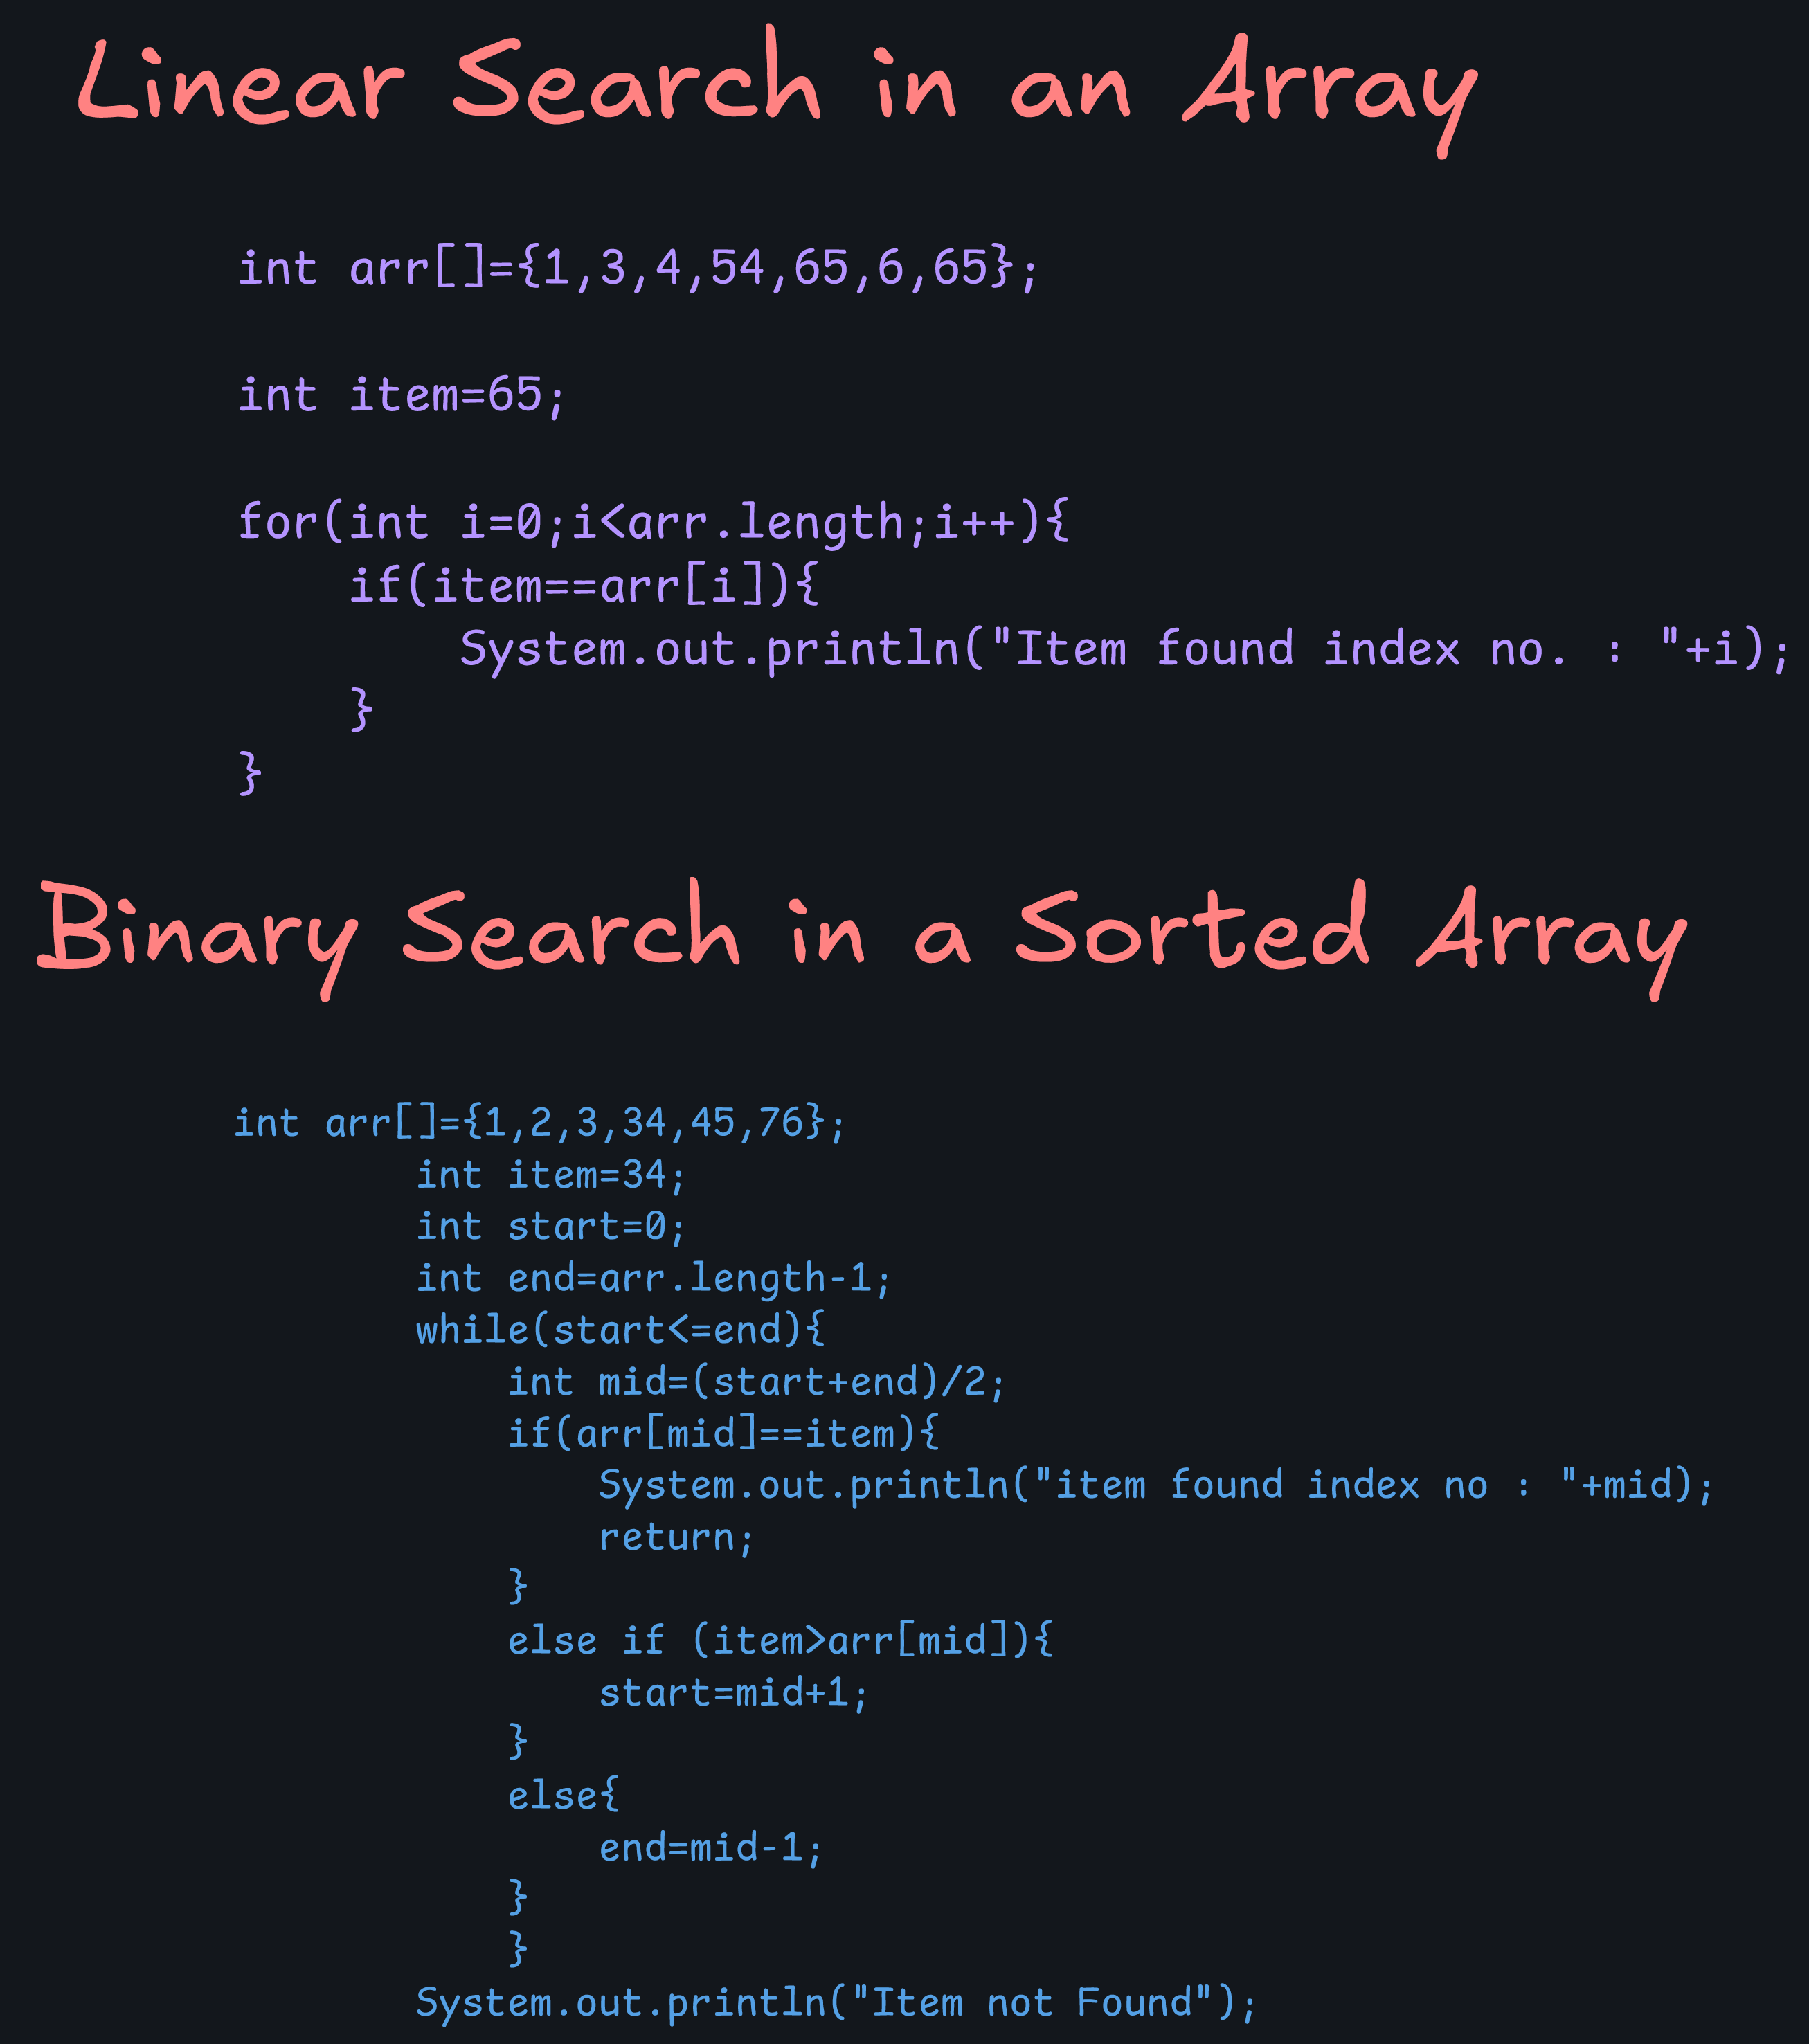 Linear Search in an Array
int arr[]={1,3,4,54,65,6,65};
int item=65;
for(int i=0;i<arr.length;i++){
if(item==arr[i]){
System.out.println("Item found index no. : "+i);
}
}
Binary Search in a Sorted Array
int arr[]={1,2,3,34,45,76};
int item=34;
int start=0;
int end=arr.length-1;
while(start<=end){
int mid=(start+end)/2;
if(arr[mid]==item){
System.out.println("item found index no : "+mid);
return;
}
else if (item>arr[mid]){
start=mid+1;
}
else{
end=mid-1;
}
}
System.out.println("Item not Found");